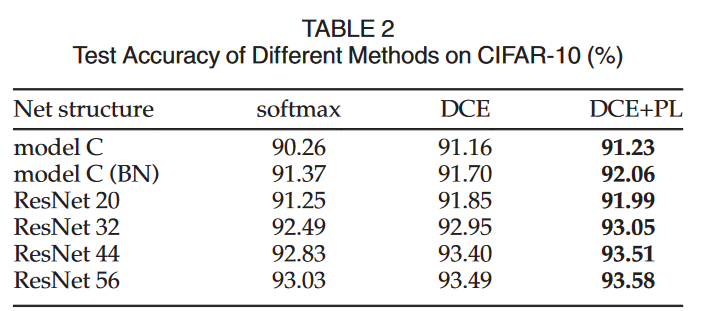 TABLE 2
Test Accuracy of Different Methods on CIFAR-10 (%)
Net structure softmax DCE DCE+PL
model C 90.26 91.16 91.23
model C (BN) 91.37 91.70 92.06
ResNet 20 91.25 91.85 91.99
ResNet 32 92.49 92.95 93.05
ResNet 44 92.83 93.40 93.51
ResNet 56 93.03 93.49 93.58